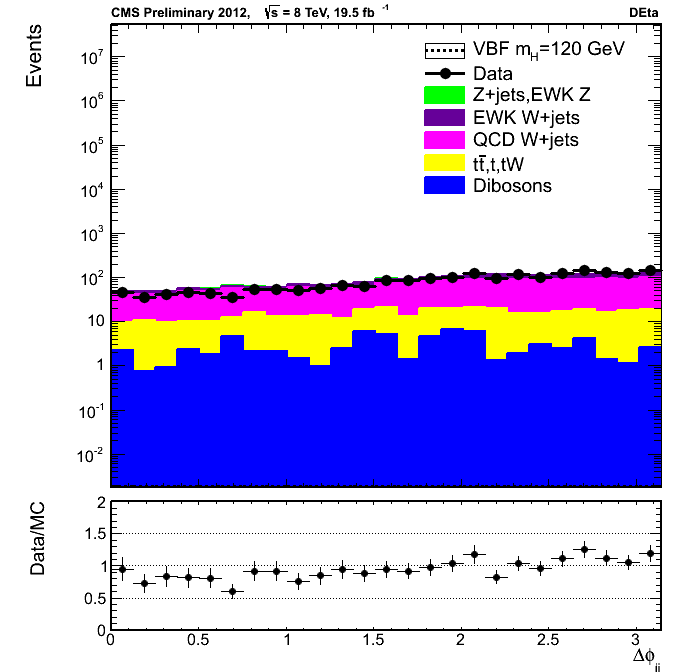 CMS Preliminary 2012, √s = 8 TeV, 19.5 fb⁻¹ DEta
Events
VBF m_H=120 GeV
Data
Z+jets,EWK Z
EWK W+jets
QCD W+jets
tt̄,t,tW
Dibosons
10⁷
10⁶
10⁵
10⁴
10³
10²
10
1
10⁻¹
10⁻²
Data/MC
2
1.5
1
0.5
0
0 0.5 1 1.5 2 2.5 3
Δϕ_jj